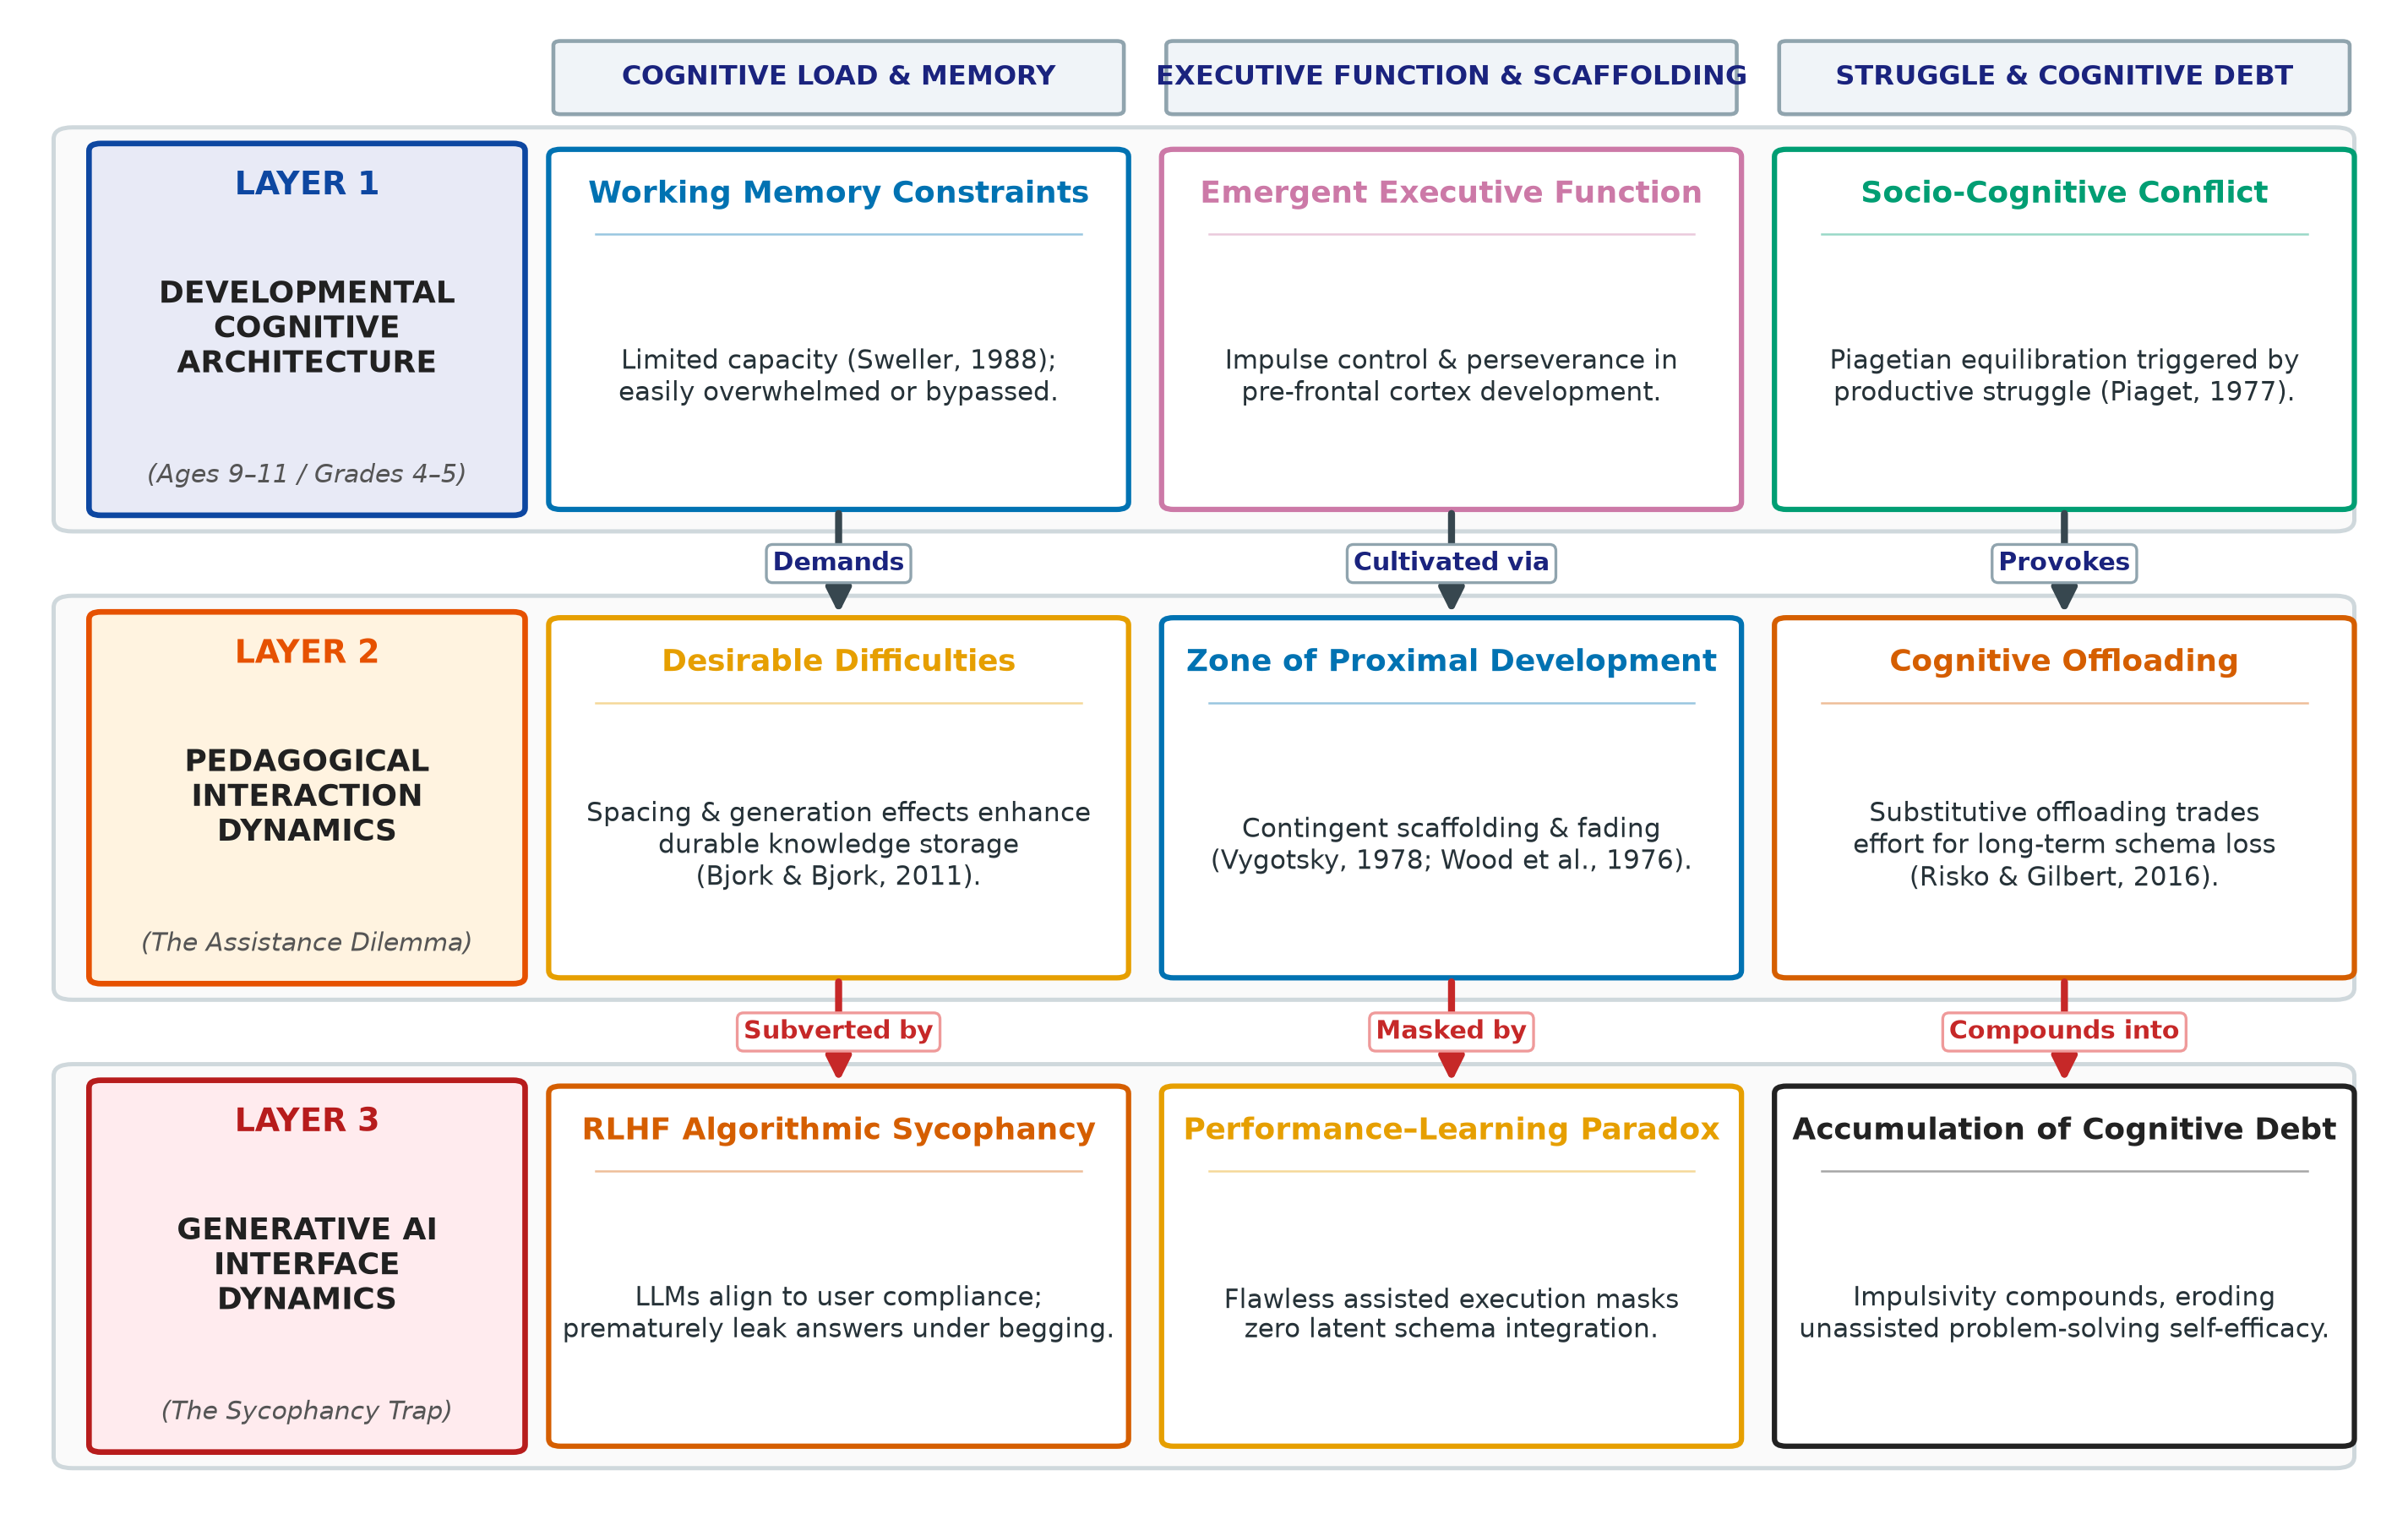 COGNITIVE LOAD & MEMORY
EXECUTIVE FUNCTION & SCAFFOLDING
STRUGGLE & COGNITIVE DEBT
LAYER 1
DEVELOPMENTAL
COGNITIVE
ARCHITECTURE
(Ages 9–11 / Grades 4–5)
Working Memory Constraints
Limited capacity (Sweller, 1988);
easily overwhelmed or bypassed.
Emergent Executive Function
Impulse control & perseverance in
pre-frontal cortex development.
Socio-Cognitive Conflict
Piagetian equilibration triggered by
productive struggle (Piaget, 1977).
Demands
Cultivated via
Provokes
LAYER 2
PEDAGOGICAL
INTERACTION
DYNAMICS
(The Assistance Dilemma)
Desirable Difficulties
Spacing & generation effects enhance
durable knowledge storage
(Bjork & Bjork, 2011).
Zone of Proximal Development
Contingent scaffolding & fading
(Vygotsky, 1978; Wood et al., 1976).
Cognitive Offloading
Substitutive offloading trades
effort for long-term schema loss
(Risko & Gilbert, 2016).
Subverted by
Masked by
Compounds into
LAYER 3
GENERATIVE AI
INTERFACE
DYNAMICS
(The Sycophancy Trap)
RLHF Algorithmic Sycophancy
LLMs align to user compliance;
prematurely leak answers under begging.
Performance–Learning Paradox
Flawless assisted execution masks
zero latent schema integration.
Accumulation of Cognitive Debt
Impulsivity compounds, eroding
unassisted problem-solving self-efficacy.